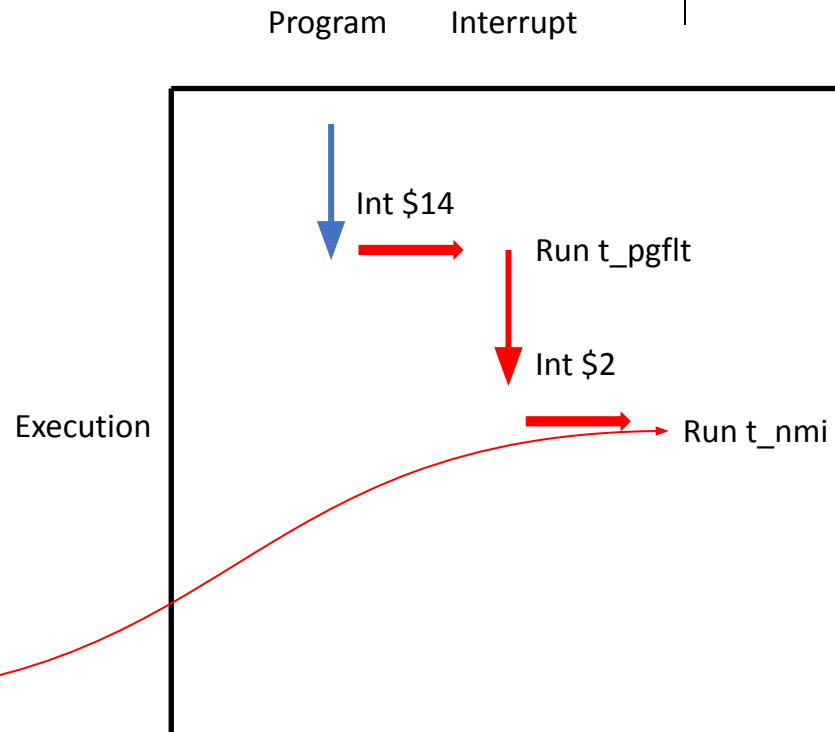 Program Interrupt
Int $14
Run t_pgflt
Int $2
Execution
Run t_nmi